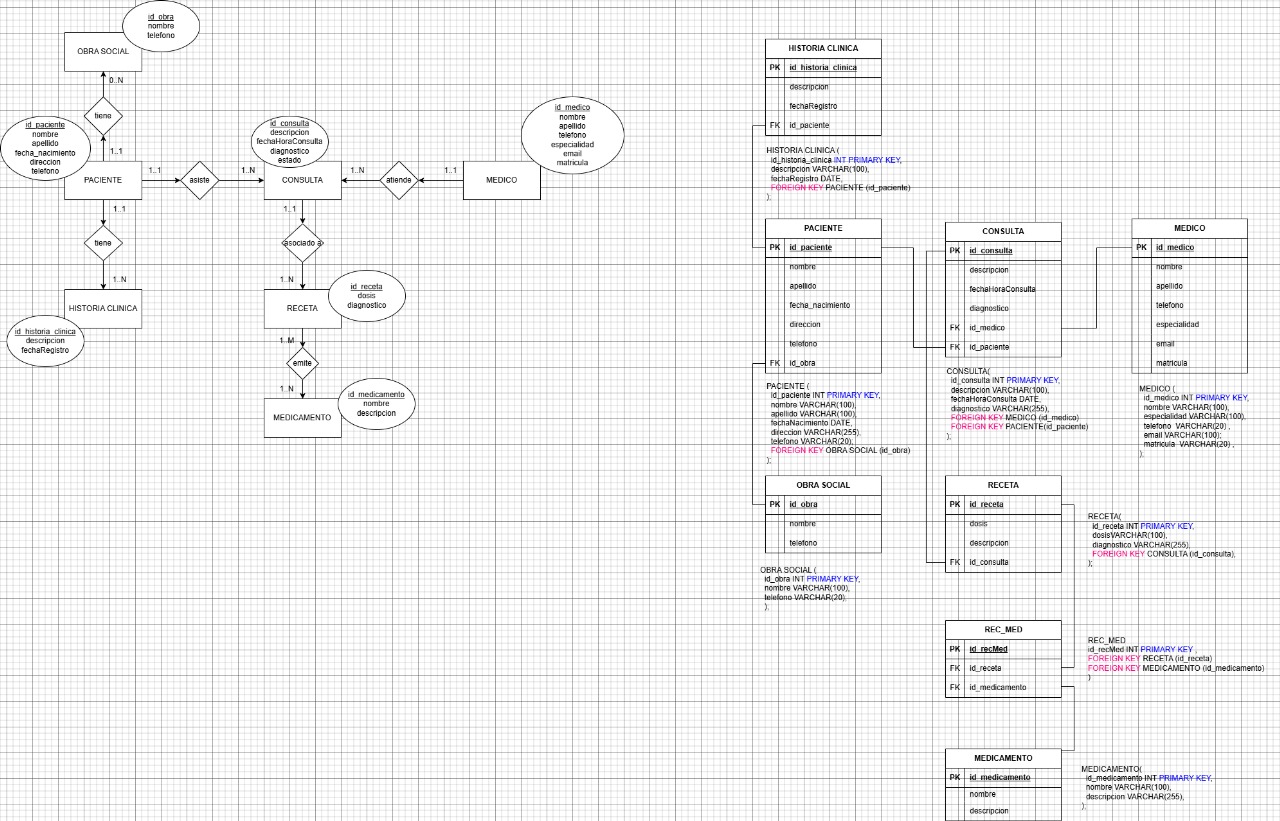 id_obra
nombre
telefono
OBRA SOCIAL
0..N
tiene
1..1
id_paciente
nombre
apellido
fecha_nacimiento
direccion
telefono
PACIENTE
1..1
asiste
1..N
id_consulta
descripcion
fechaHoraConsulta
diagnostico
estado
CONSULTA
1..N
atiende
1..1
id_medico
nombre
apellido
telefono
especialidad
email
matricula
MEDICO
1..1
tiene
1..N
HISTORIA CLINICA
id_historia_clinica
descripcion
fechaRegistro
1..1
asociado a
1..N
RECETA
id_receta
dosis
diagnostico
1..M
emite
1..N
MEDICAMENTO
id_medicamento
nombre
descripcion
HISTORIA CLINICA
PK id_historia_clinica
descripcion
fechaRegistro
FK id_paciente
HISTORIA CLINICA (
id_historia_clinica INT PRIMARY KEY,
descripcion VARCHAR(100),
fechaRegistro DATE,
FOREIGN KEY PACIENTE (id_paciente)
);
PACIENTE
PK id_paciente
nombre
apellido
fecha_nacimiento
direccion
telefono
FK id_obra
PACIENTE (
id_paciente INT PRIMARY KEY,
nombre VARCHAR(100),
apellido VARCHAR(100),
fechaNacimiento DATE,
direccion VARCHAR(255),
telefono VARCHAR(20);
FOREIGN KEY OBRA SOCIAL (id_obra)
);
OBRA SOCIAL
PK id_obra
nombre
telefono
OBRA SOCIAL (
id_obra INT PRIMARY KEY,
nombre VARCHAR(100),
telefono VARCHAR(20),
);
CONSULTA
PK id_consulta
descripcion
fechaHoraConsulta
diagnostico
FK id_medico
FK id_paciente
CONSULTA(
id_consulta INT PRIMARY KEY,
descripcion VARCHAR(100),
fechaHoraConsulta DATE,
diagnostico VARCHAR(255),
FOREIGN KEY MEDICO (id_medico)
FOREIGN KEY PACIENTE(id_paciente)
);
MEDICO
PK id_medico
nombre
apellido
telefono
especialidad
email
matricula
MEDICO (
id_medico INT PRIMARY KEY,
nombre VARCHAR(100),
especialidad VARCHAR(100),
telefono VARCHAR(20) ,
email VARCHAR(100);
matricula VARCHAR(20) ,
);
RECETA
PK id_receta
dosis
descripcion
FK id_consulta
RECETA(
id_receta INT PRIMARY KEY,
dosisVARCHAR(100),
diagnostico VARCHAR(255),
FOREIGN KEY CONSULTA (id_consulta),
);
REC_MED
PK id_recMed
FK id_receta
FK id_medicamento
REC_MED
id_recMed INT PRIMARY KEY ,
FOREIGN KEY RECETA (id_receta)
FOREIGN KEY MEDICAMENTO (id_medicamento)
)
MEDICAMENTO
PK id_medicamento
nombre
descripcion
MEDICAMENTO(
id_medicamento INT PRIMARY KEY,
nombre VARCHAR(100),
descripcion VARCHAR(255),
);